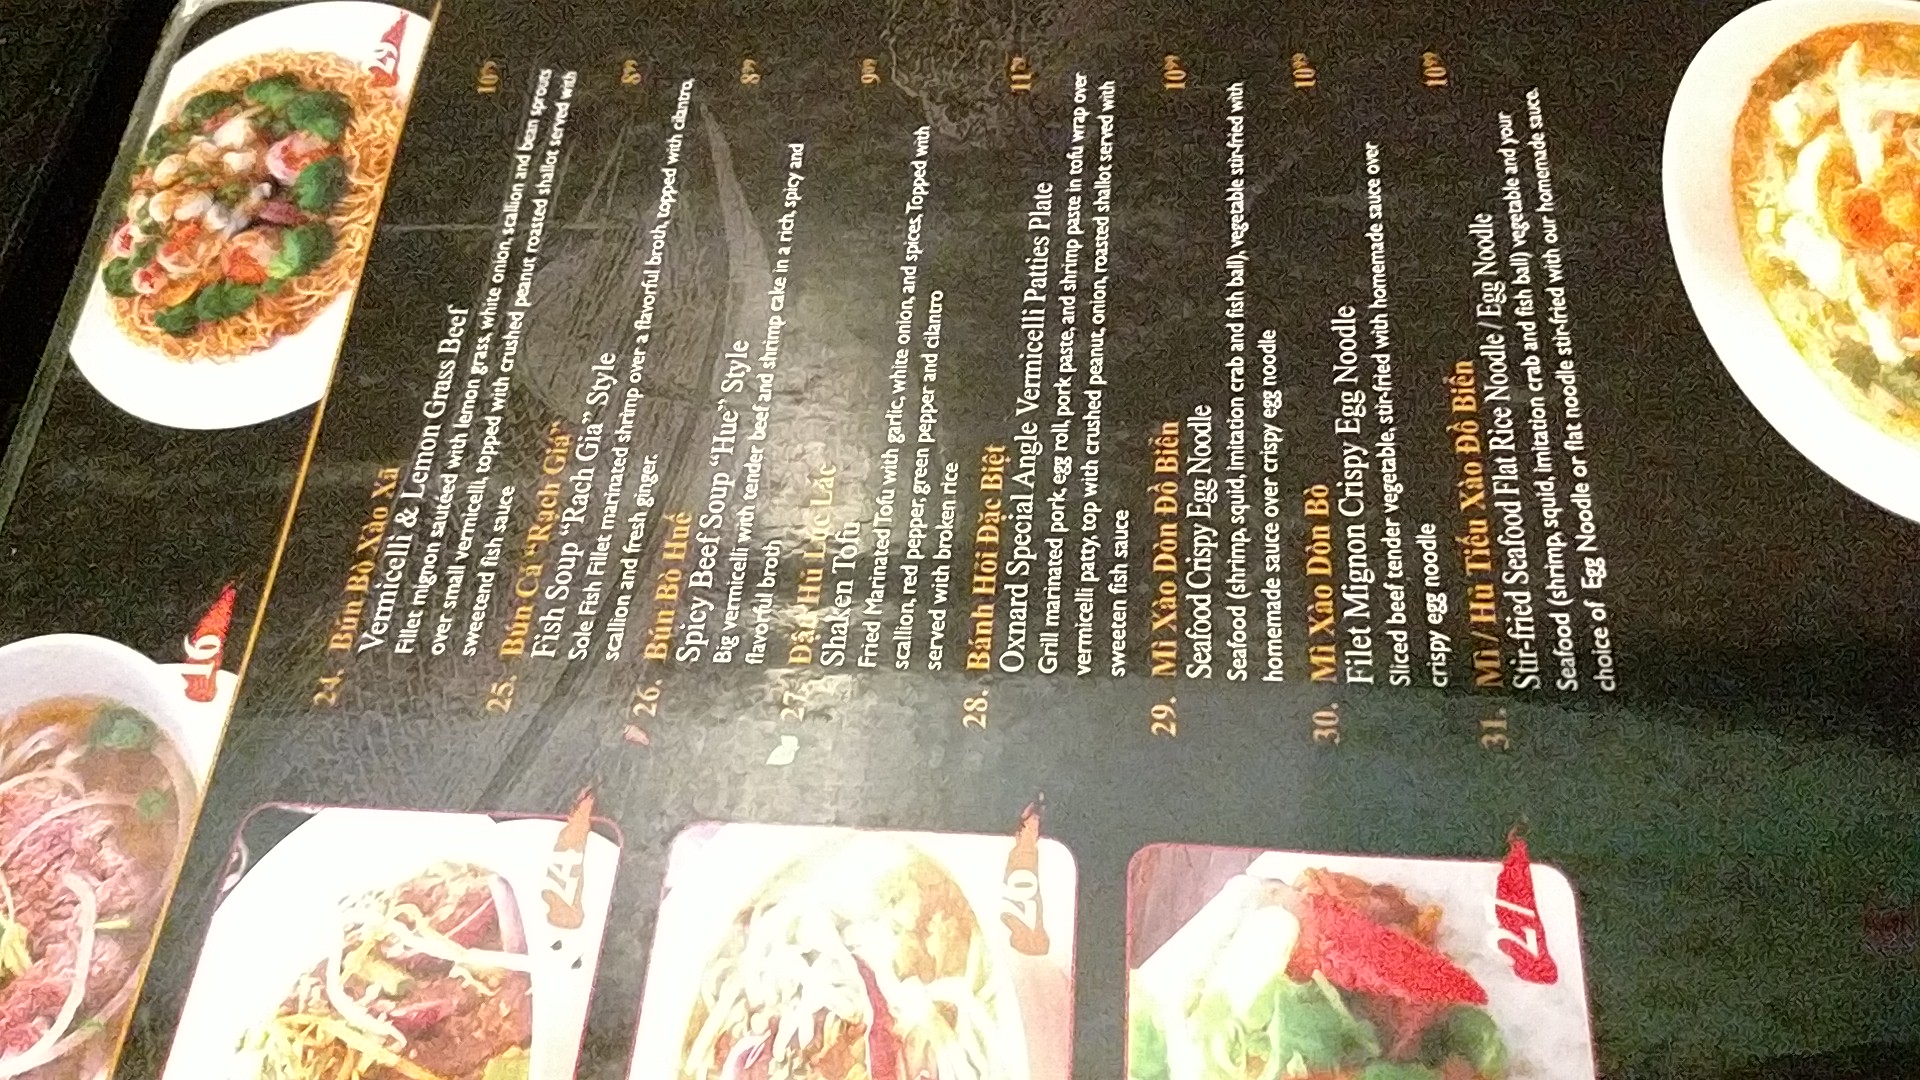 24. Bún Bò Xào Xả 10⁹⁹
Vermicelli & Lemon Grass Beef
Fillet mignon sautéed with lemon grass, white onion, scallion and bean sprouts
over small vermicelli, topped with crushed peanut roasted shallot served with
sweetend fish sauce
25. Bún Cá "Rạch Giá" 8⁹⁹
Fish Soup "Rach Gia" Style
Sole Fish Fillet marinated shrimp over a flavorful broth, topped with cilantro,
scallion and fresh ginger.
26. Bún Bò Huế 8⁹⁹
Spicy Beef Soup "Hue" Style
Big vermicelli with tender beef and shrimp cake in a rich, spicy and
flavorful broth
27. Đậu Hủ Lúc Lắc 9⁹⁹
Shaken Tofu
Fried Marinated Tofu with garlic, white onion, and spices, Topped with
scallion, red pepper, green pepper and cilantro
served with broken rice
28. Bánh Hỏi Đặc Biệt
Oxnard Special Angle Vermicelli Patties Plate
Grill marinated pork, egg roll, pork paste, and shrimp paste in tofu wrap over
vermicelli patty, top with crushed peanut, onion, roasted shallot served with
sweeten fish sauce
29. Mì Xào Dòn Đồ Biển 10⁹⁹
Seafood Crispy Egg Noodle
Seafood (shrimp, squid, imitation crab and fish ball), vegetable stir-fried with
homemade sauce over crispy egg noodle
30. Mì Xào Dòn Bò 10⁹⁹
Filet Mignon Crispy Egg Noodle
Sliced beef tender vegetable, stir-fried with homemade sauce over
crispy egg noodle
31. Mì / Hủ Tiếu Xào Đồ Biển 10⁹⁹
Stir-fried Seafood Flat Rice Noodle / Egg Noodle
Seafood (shrimp, squid, imitation crab and fish ball) vegetable and your
choice of Egg Noodle or flat noodle stir-fried with our homemade sauce.
16
29
24
26
27